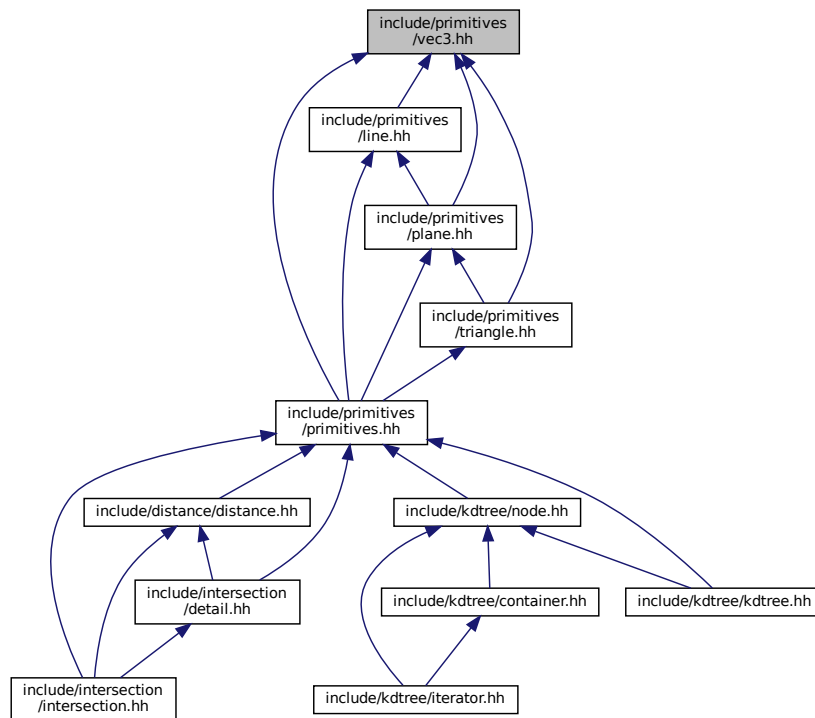 include/primitives
/vec3.hh
include/primitives
/line.hh
include/primitives
/plane.hh
include/primitives
/triangle.hh
include/primitives
/primitives.hh
include/distance/distance.hh
include/kdtree/node.hh
include/intersection
/detail.hh
include/kdtree/container.hh
include/kdtree/kdtree.hh
include/intersection
/intersection.hh
include/kdtree/iterator.hh